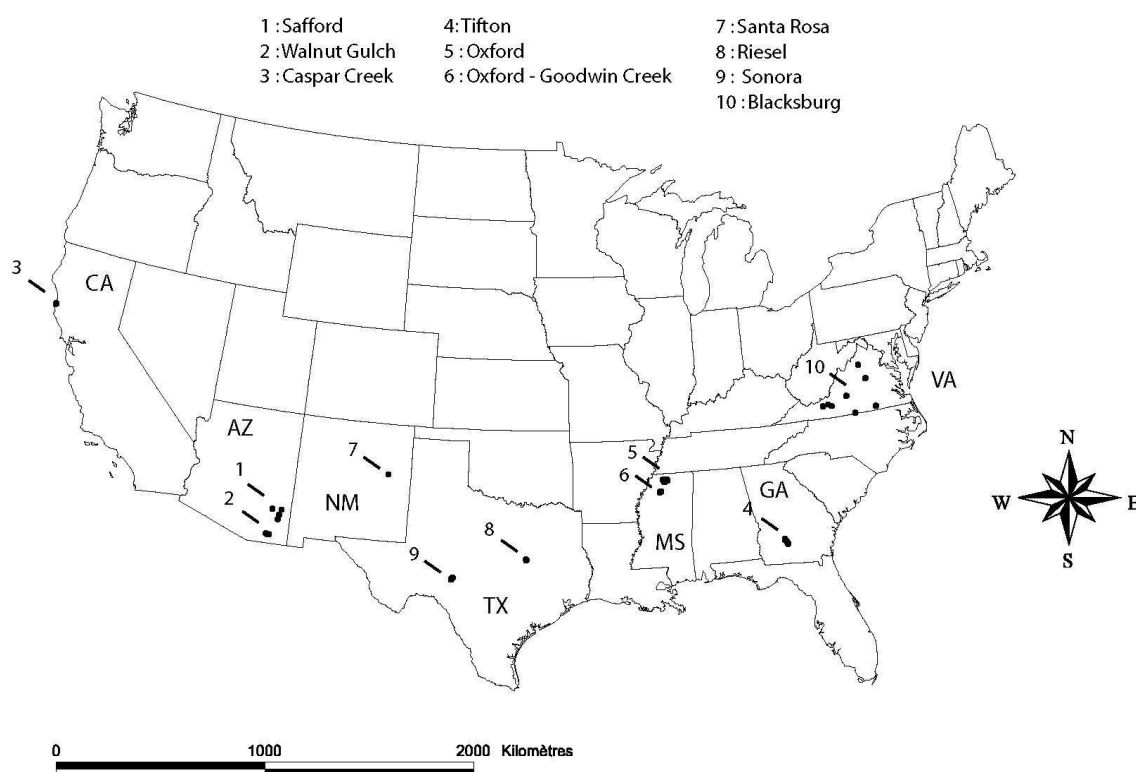 1 : Safford
2 : Walnut Gulch
3 : Caspar Creek
4: Tifton
5 : Oxford
6 : Oxford - Goodwin Creek
7 : Santa Rosa
8 : Riesel
9 : Sonora
10 : Blacksburg
3
CA
10
VA
AZ
7
5
1
NM
6
GA
N
2
4
W
E
8
MS
S
9
TX
0
1000
2000 Kilomètres